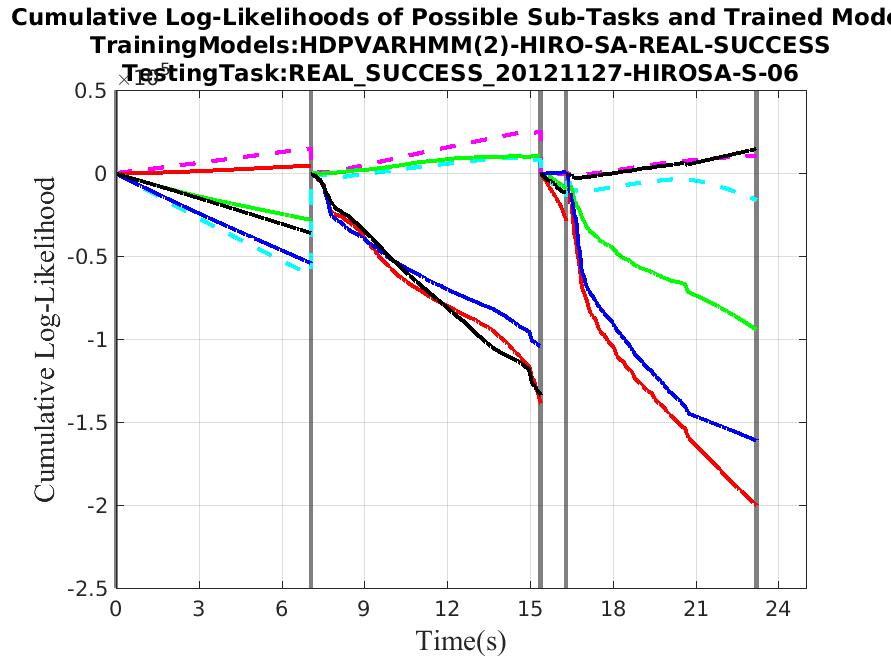 Cumulative Log-Likelihoods of Possible Sub-Tasks and Trained Mode
TrainingModels:HDPVARHMM(2)-HIRO-SA-REAL-SUCCESS
TestingTask:REAL_SUCCESS_20121127-HIROSA-S-06
×10⁵
0.5
0
-0.5
-1
-1.5
-2
-2.5
Cumulative Log-Likelihood
0 3 6 9 12 15 18 21 24
Time(s)